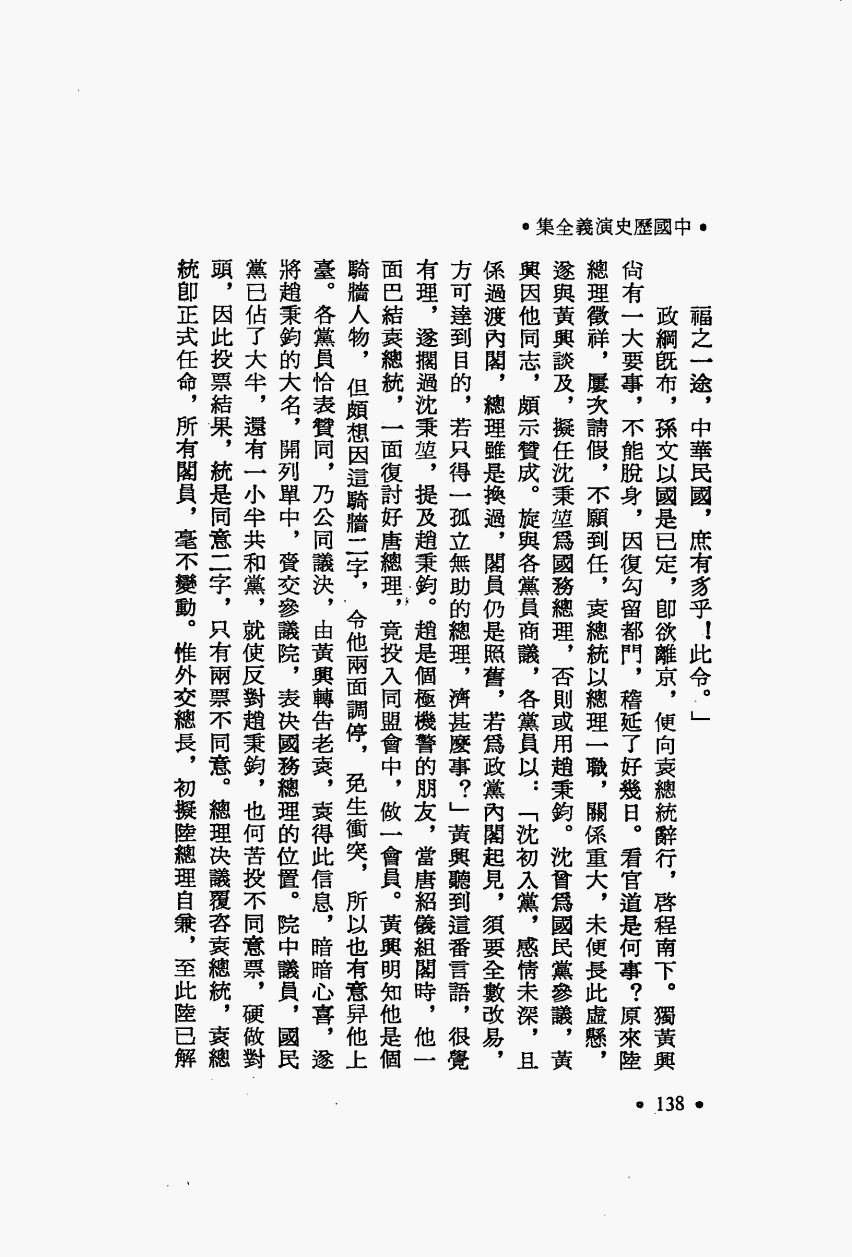 •中國歷史演義全集•
福之一途，中華民國，庶有豸乎！此令。」
政綱既布，孫文以國是已定，卽欲離京，便向袁總統辭行，啓程南下。獨黃興
尙有一大要事，不能脫身，因復勾留都門，稽延了好幾日。看官道是何事？原來陸
總理徵祥，屢次請假，不願到任，袁總統以總理一職，關係重大，未便長此虛懸，
遂與黃興談及，擬任沈秉堃爲國務總理，否則或用趙秉鈞。沈曾爲國民黨參議，黃
興因他同志，頗示贊成。旋與各黨員商議，各黨員以：「沈初入黨，感情未深，且
係過渡內閣，總理雖是換過，閣員仍是照舊，若爲政黨內閣起見，須要全數改易，
方可達到目的，若只得一孤立無助的總理，濟甚麼事？」黃興聽到這番言語，很覺
有理，遂擱過沈秉堃，提及趙秉鈞。趙是個極機警的朋友，當唐紹儀組閣時，他一
面巴結袁總統，一面復討好唐總理，竟投入同盟會中，做一會員。黃興明知他是個
騎牆人物，但頗想因這騎牆二字，令他兩面調停，免生衝突，所以也有意舁他上
臺。各黨員恰表贊同，乃公同議決，由黃興轉告老袁，袁得此信息，暗暗心喜，遂
將趙秉鈞的大名，開列單中，賫交參議院，表決國務總理的位置。院中議員，國民
黨已佔了大半，還有一小半共和黨，就使反對趙秉鈞，也何苦投不同意票，硬做對
頭，因此投票結果，統是同意二字，只有兩票不同意。總理決議覆咨袁總統，袁總
統卽正式任命，所有閣員，毫不變動。惟外交總長，初擬陸總理自兼，至此陸已解
•138•